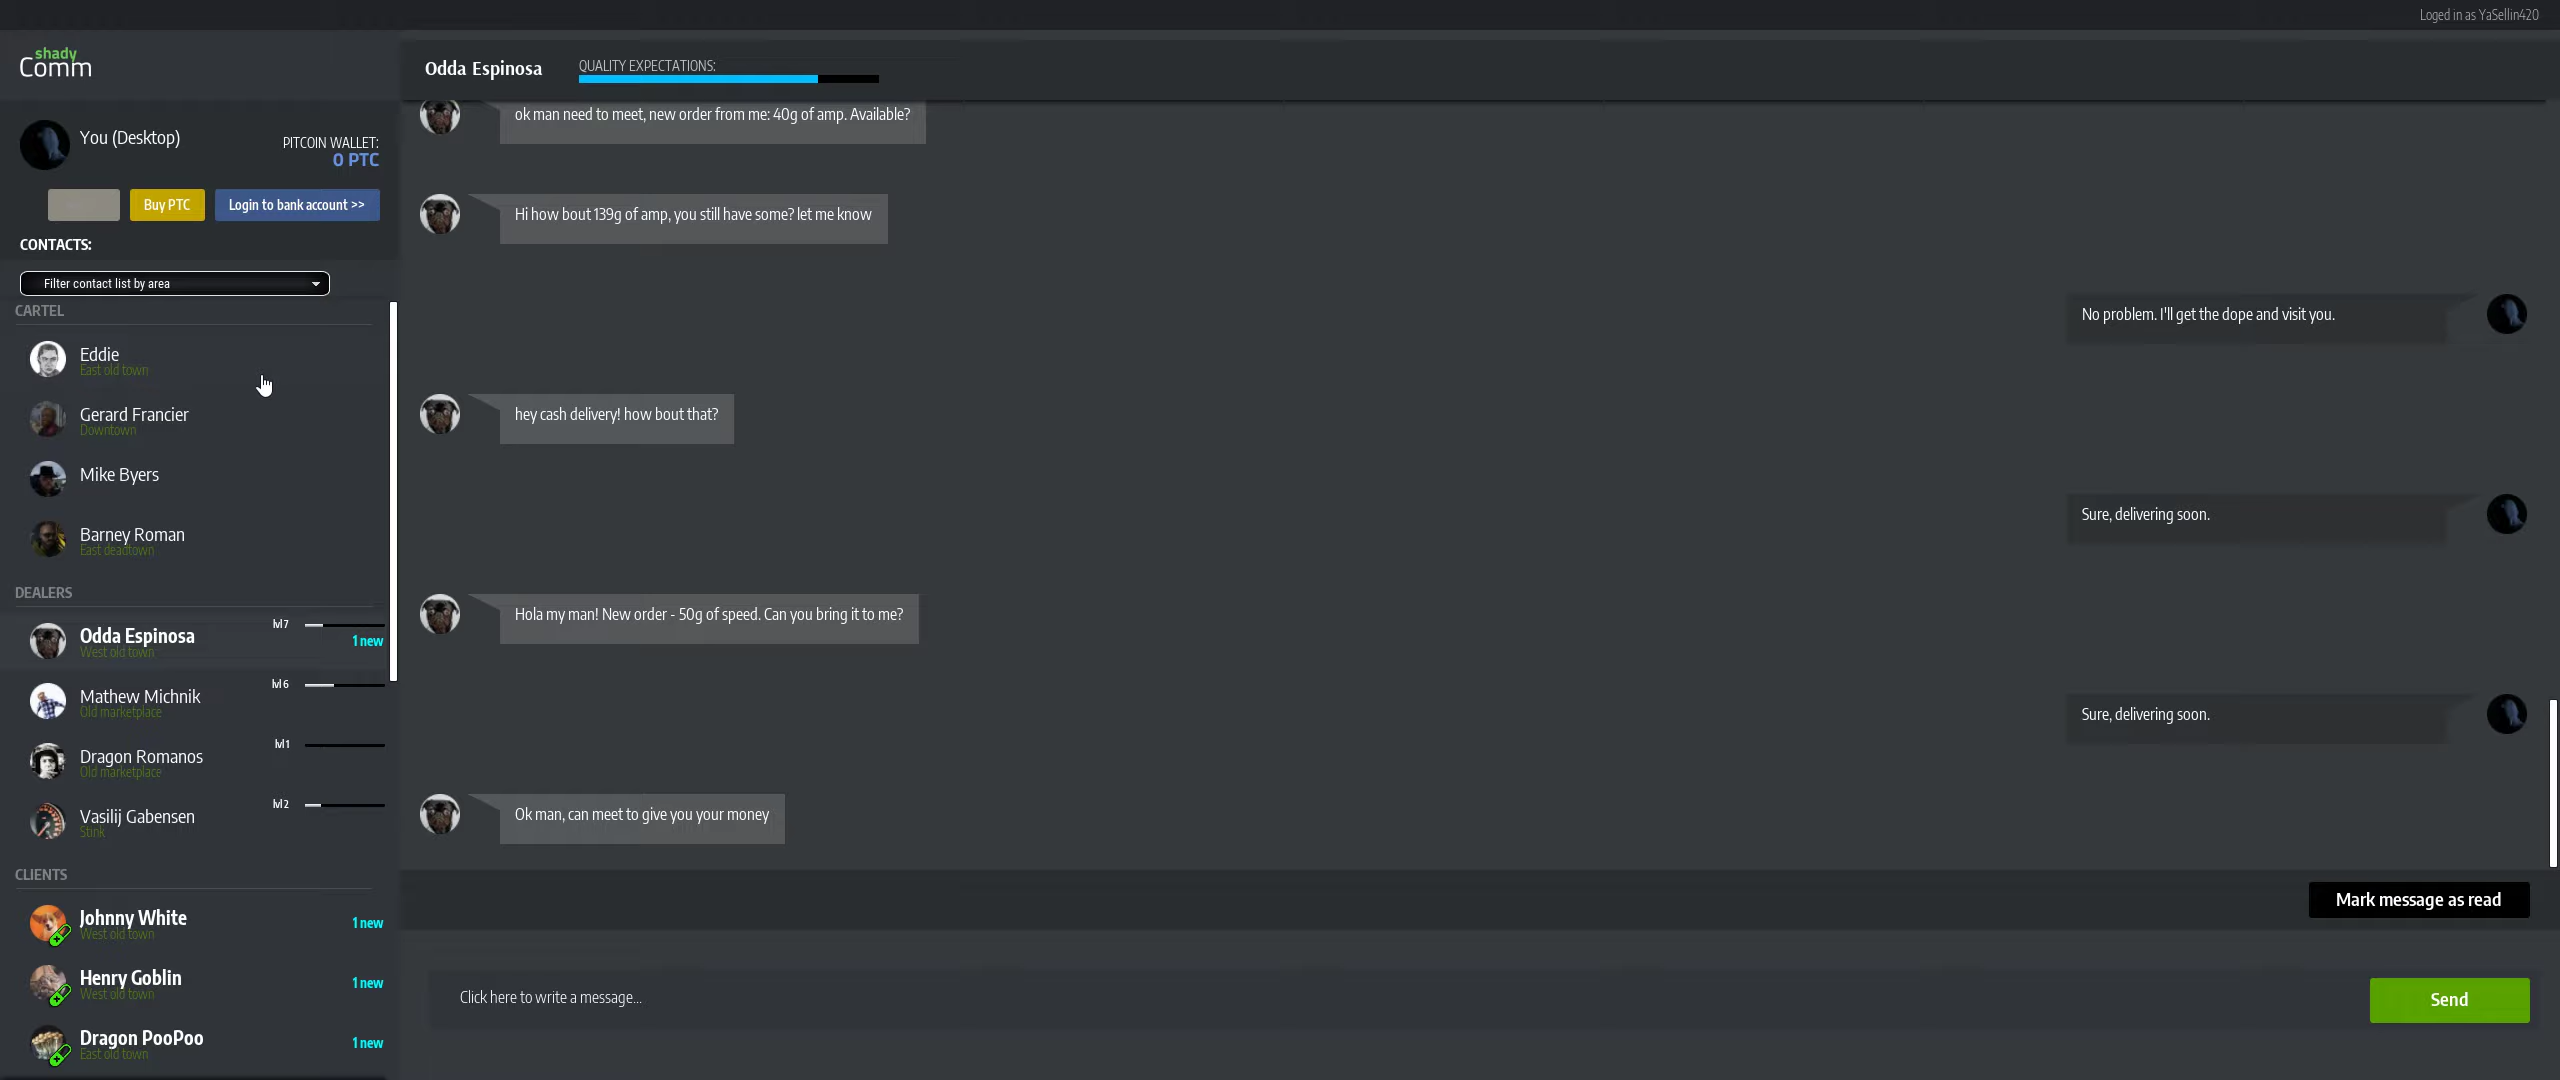 Loged in as YaSellin420
shady
Comm
You (Desktop)
PITCOIN WALLET:
0 PTC
Buy PTC
Login to bank account >>
CONTACTS:
Filter contact list by area
CARTEL
Eddie
East old town
Gerard Francier
Downtown
Mike Byers
Barney Roman
East deadtown
DEALERS
Odda Espinosa
West old town
lvl 7
1 new
Mathew Michnik
Old marketplace
lvl 6
Dragon Romanos
Old marketplace
lvl 1
Vasilij Gabensen
Stink
lvl 2
CLIENTS
Johnny White
West old town
1 new
Henry Goblin
West old town
1 new
Dragon PooPoo
East old town
1 new
Odda Espinosa
QUALITY EXPECTATIONS:
ok man need to meet, new order from me: 40g of amp. Available?
Hi how bout 139g of amp, you still have some? let me know
No problem. I'll get the dope and visit you.
hey cash delivery! how bout that?
Sure, delivering soon.
Hola my man! New order - 50g of speed. Can you bring it to me?
Sure, delivering soon.
Ok man, can meet to give you your money
Mark message as read
Click here to write a message...
Send